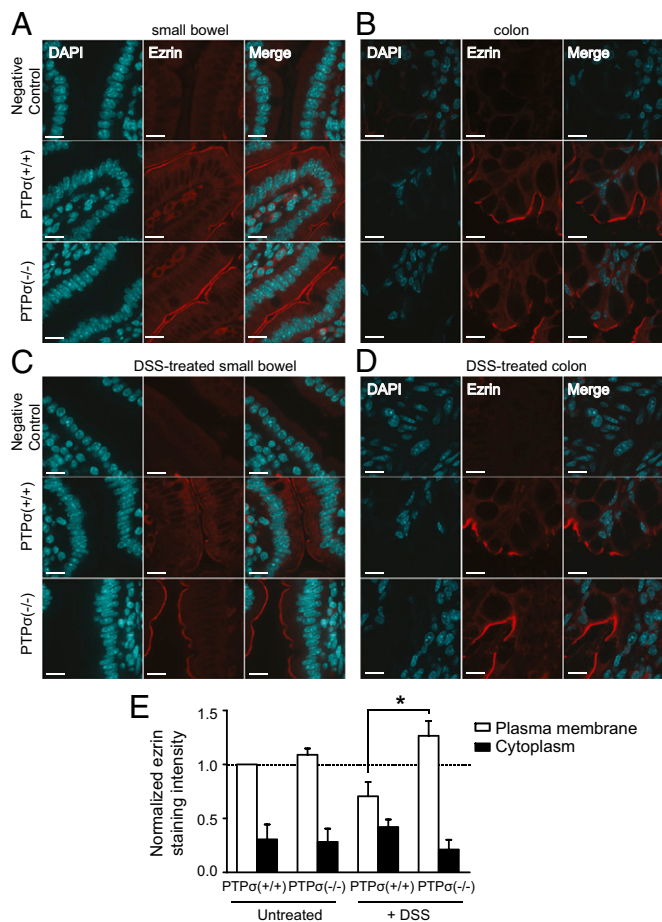 A
small bowel
DAPI Ezrin Merge
Negative
Control
PTPσ(+/+)
PTPσ(-/-)
B
colon
DAPI Ezrin Merge
C
DSS-treated small bowel
Negative
Control
PTPσ(+/+)
PTPσ(-/-)
D
DSS-treated colon
DAPI Ezrin Merge
E
Normalized ezrin
staining intensity
1.5
1.0
0.5
0.0
*
Plasma membrane
Cytoplasm
PTPσ(+/+) PTPσ(-/-) PTPσ(+/+) PTPσ(-/-)
Untreated + DSS